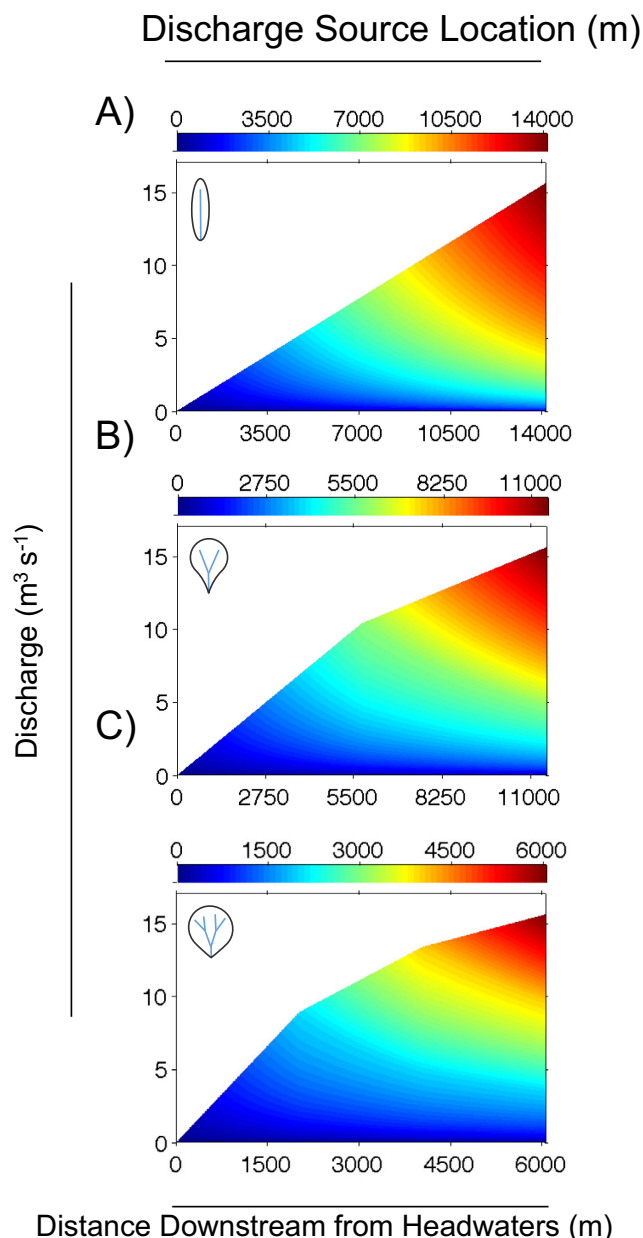 Discharge Source Location (m)
A)
0 3500 7000 10500 14000
15
10
5
0
0 3500 7000 10500 14000
B)
0 2750 5500 8250 11000
15
10
5
0
0 2750 5500 8250 11000
C)
0 1500 3000 4500 6000
15
10
5
0
0 1500 3000 4500 6000
Discharge (m³ s⁻¹)
Distance Downstream from Headwaters (m)